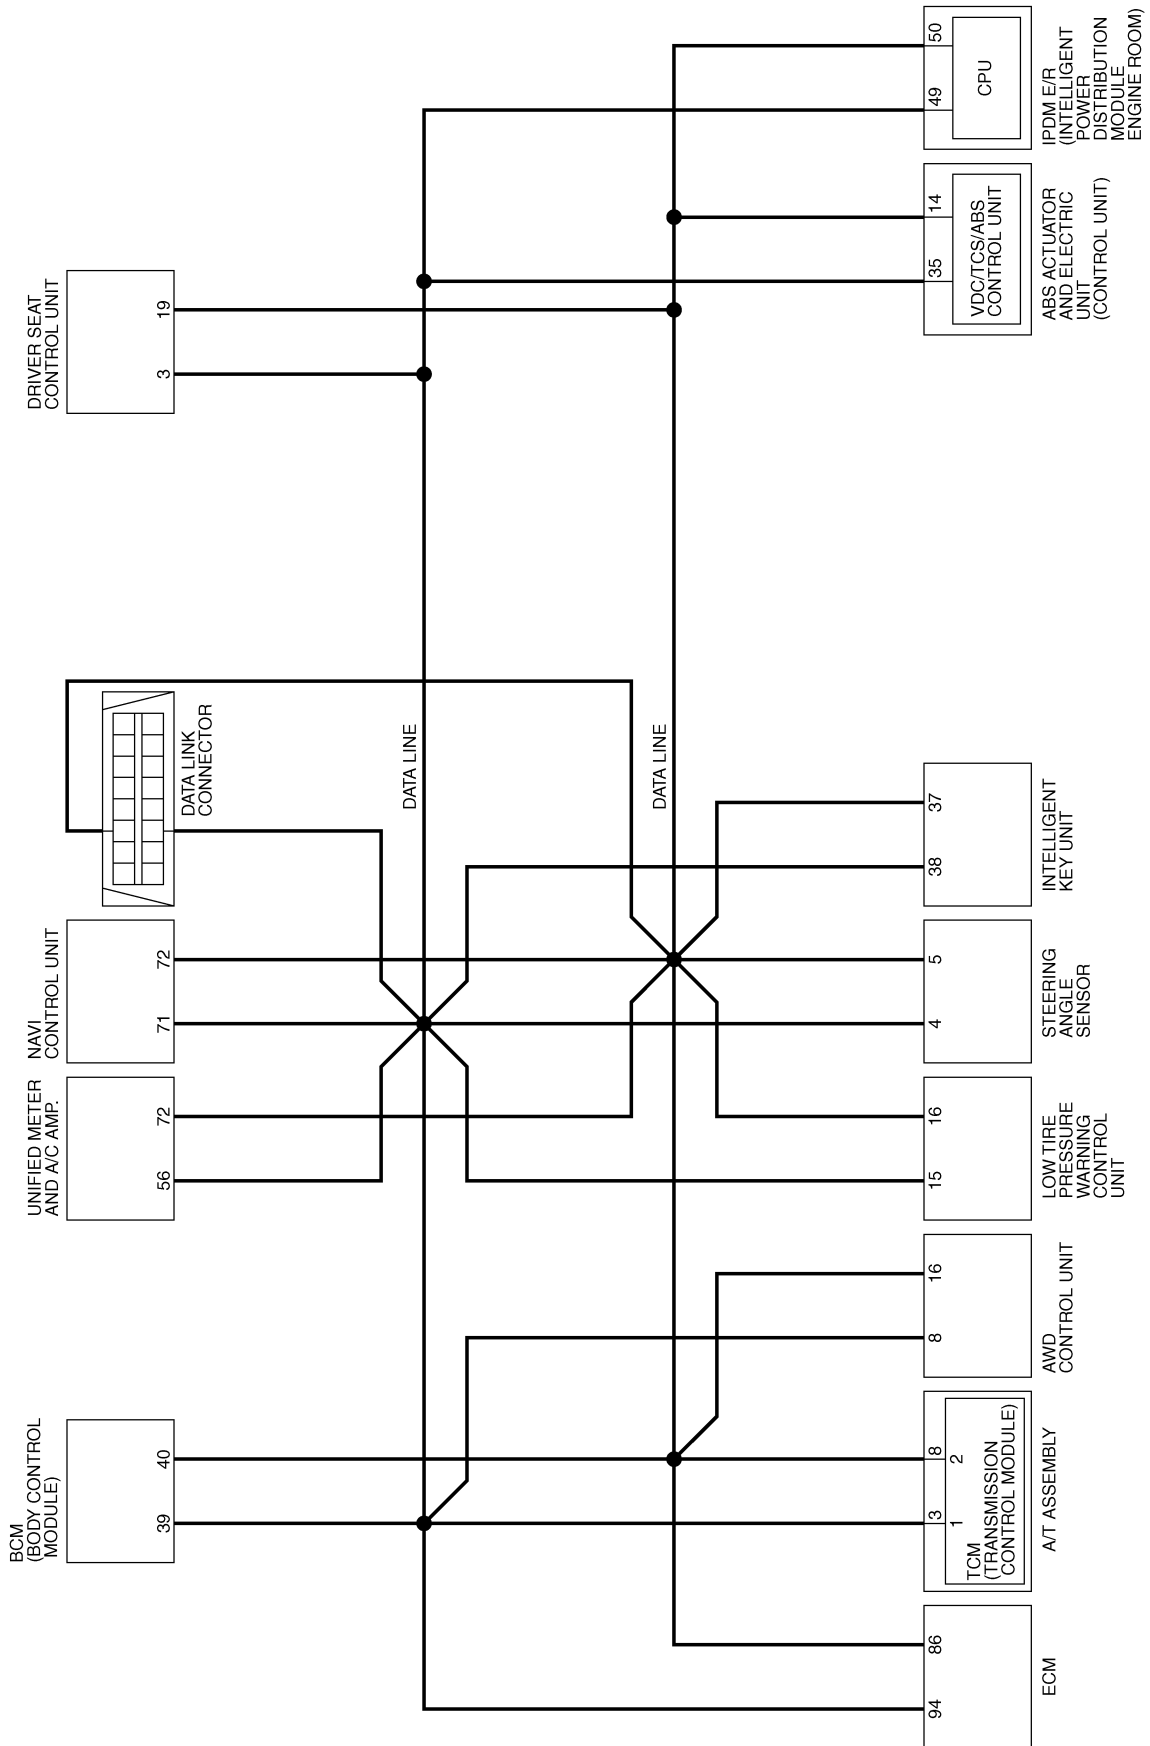 BCM
(BODY CONTROL
MODULE)
39
40
UNIFIED METER
AND A/C AMP.
56
72
NAVI
CONTROL UNIT
71
72
DATA LINK
CONNECTOR
DRIVER SEAT
CONTROL UNIT
3
19
DATA LINE
DATA LINE
94
86
ECM
3
8
1
2
TCM
(TRANSMISSION
CONTROL MODULE)
A/T ASSEMBLY
8
16
AWD
CONTROL UNIT
15
16
LOW TIRE
PRESSURE
WARNING
CONTROL
UNIT
4
5
STEERING
ANGLE
SENSOR
38
37
INTELLIGENT
KEY UNIT
35
14
VDC/TCS/ABS
CONTROL UNIT
ABS ACTUATOR
AND ELECTRIC
UNIT
(CONTROL UNIT)
49
50
CPU
IPDM E/R
(INTELLIGENT
POWER
DISTRIBUTION
MODULE
ENGINE ROOM)